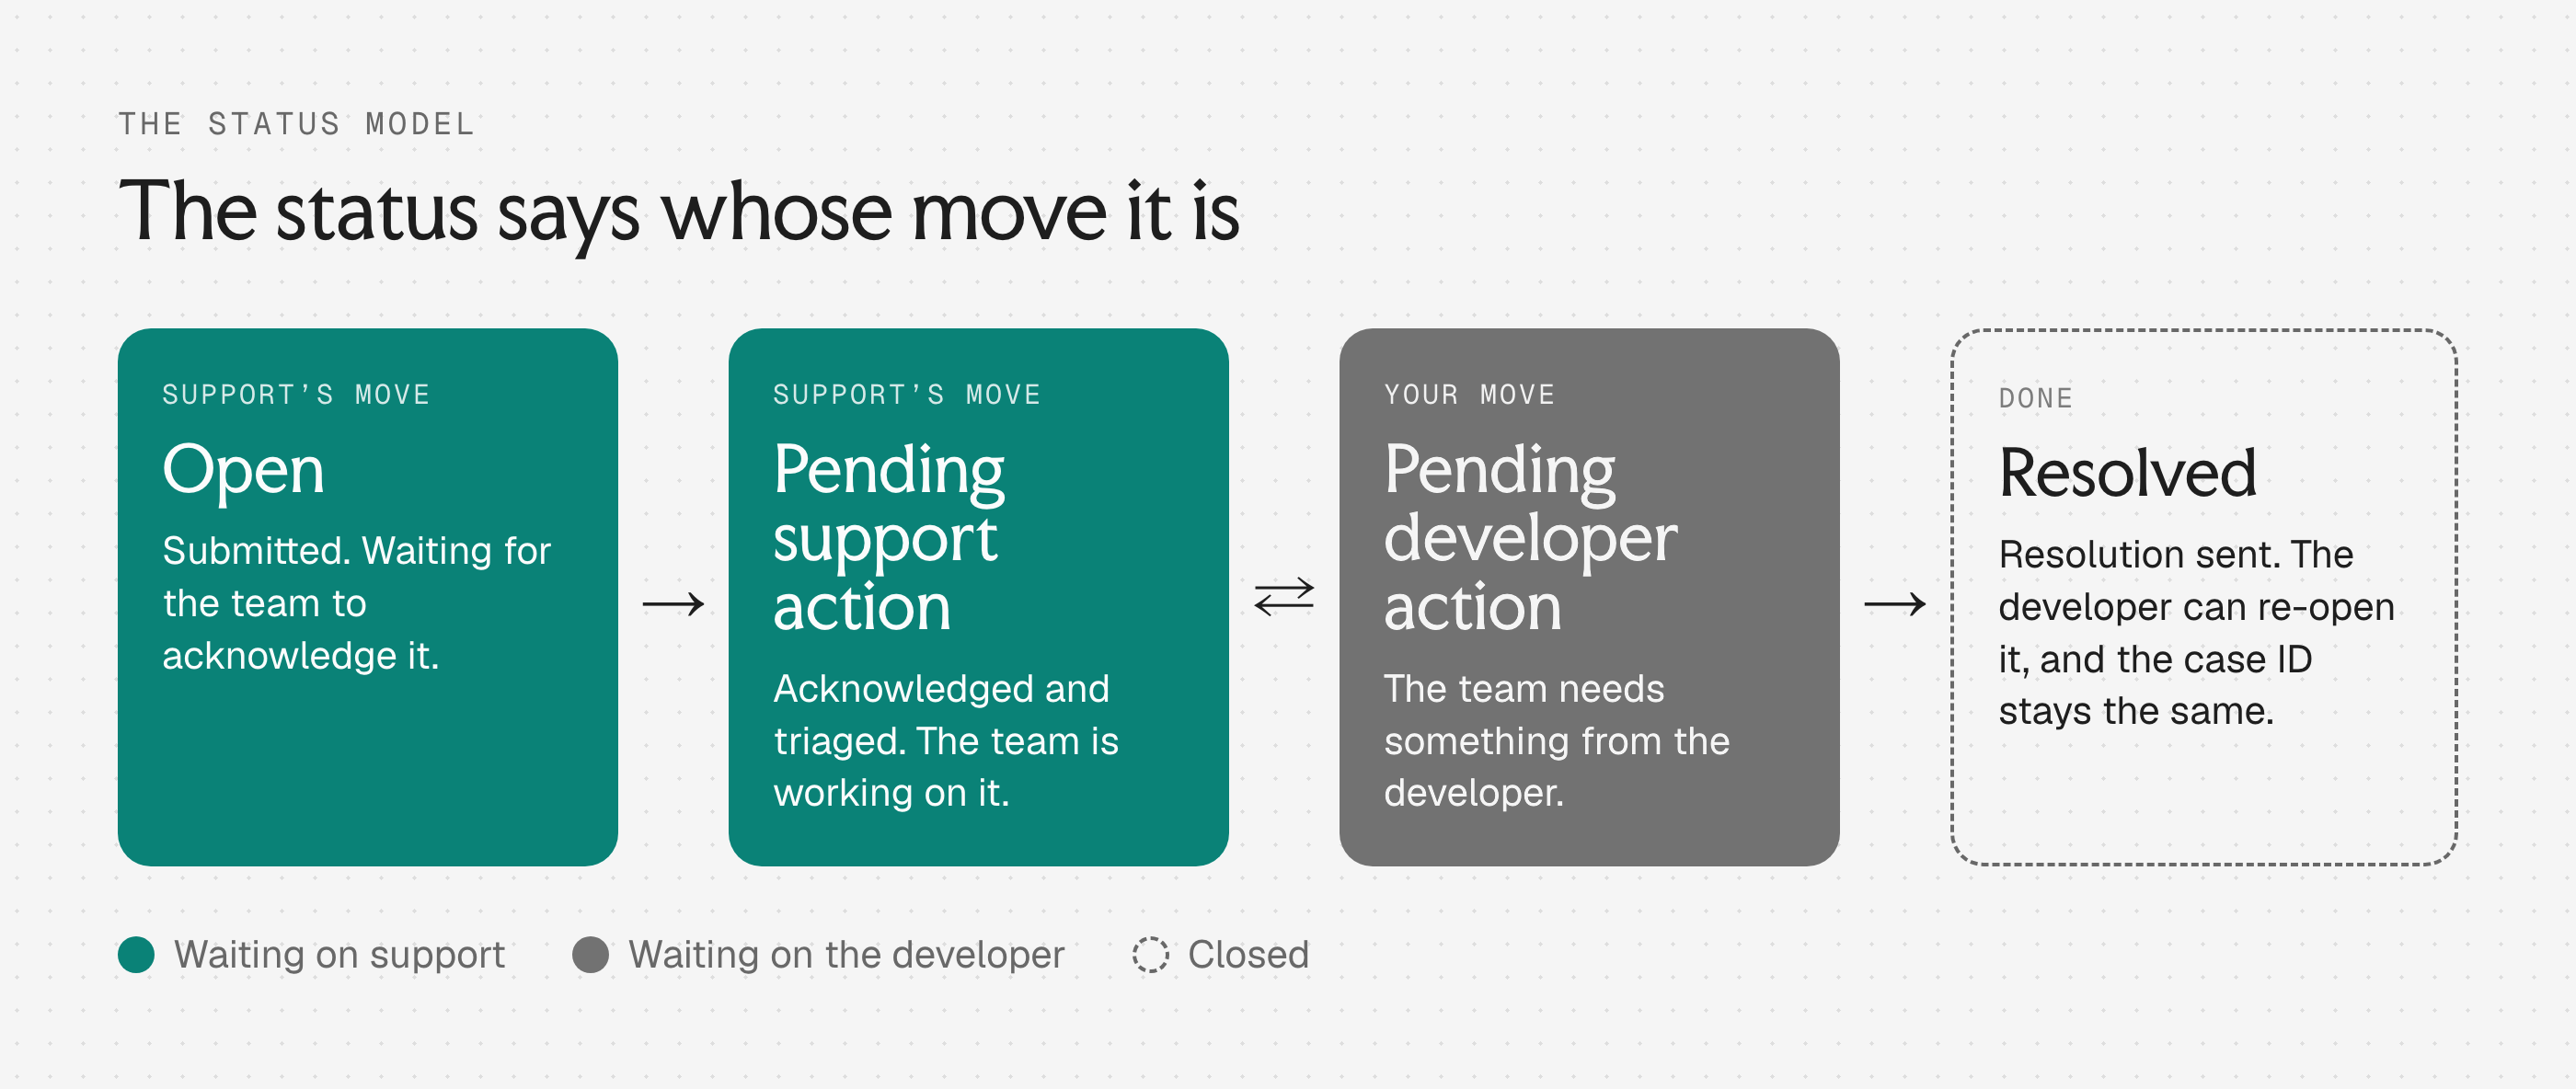 THE STATUS MODEL
The status says whose move it is
SUPPORT’S MOVE
Open
Submitted. Waiting for
the team to
acknowledge it.
→
SUPPORT’S MOVE
Pending
support
action
Acknowledged and
triaged. The team is
working on it.
⇄
YOUR MOVE
Pending
developer
action
The team needs
something from the
developer.
→
DONE
Resolved
Resolution sent. The
developer can re-open
it, and the case ID
stays the same.
Waiting on support
Waiting on the developer
Closed